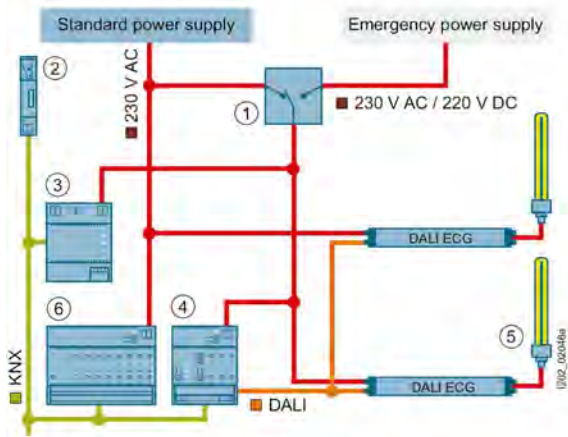 Standard power supply
Emergency power supply
230 V AC
2
1
230 V AC / 220 V DC
3
DALI ECG
6
4
5
DALI ECG
KNX
DALI
I202_02046a